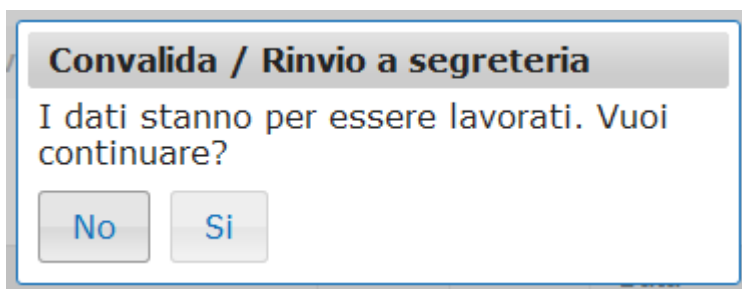 Convalida / Rinvio a segreteria
I dati stanno per essere lavorati. Vuoi
continuare?
No Si